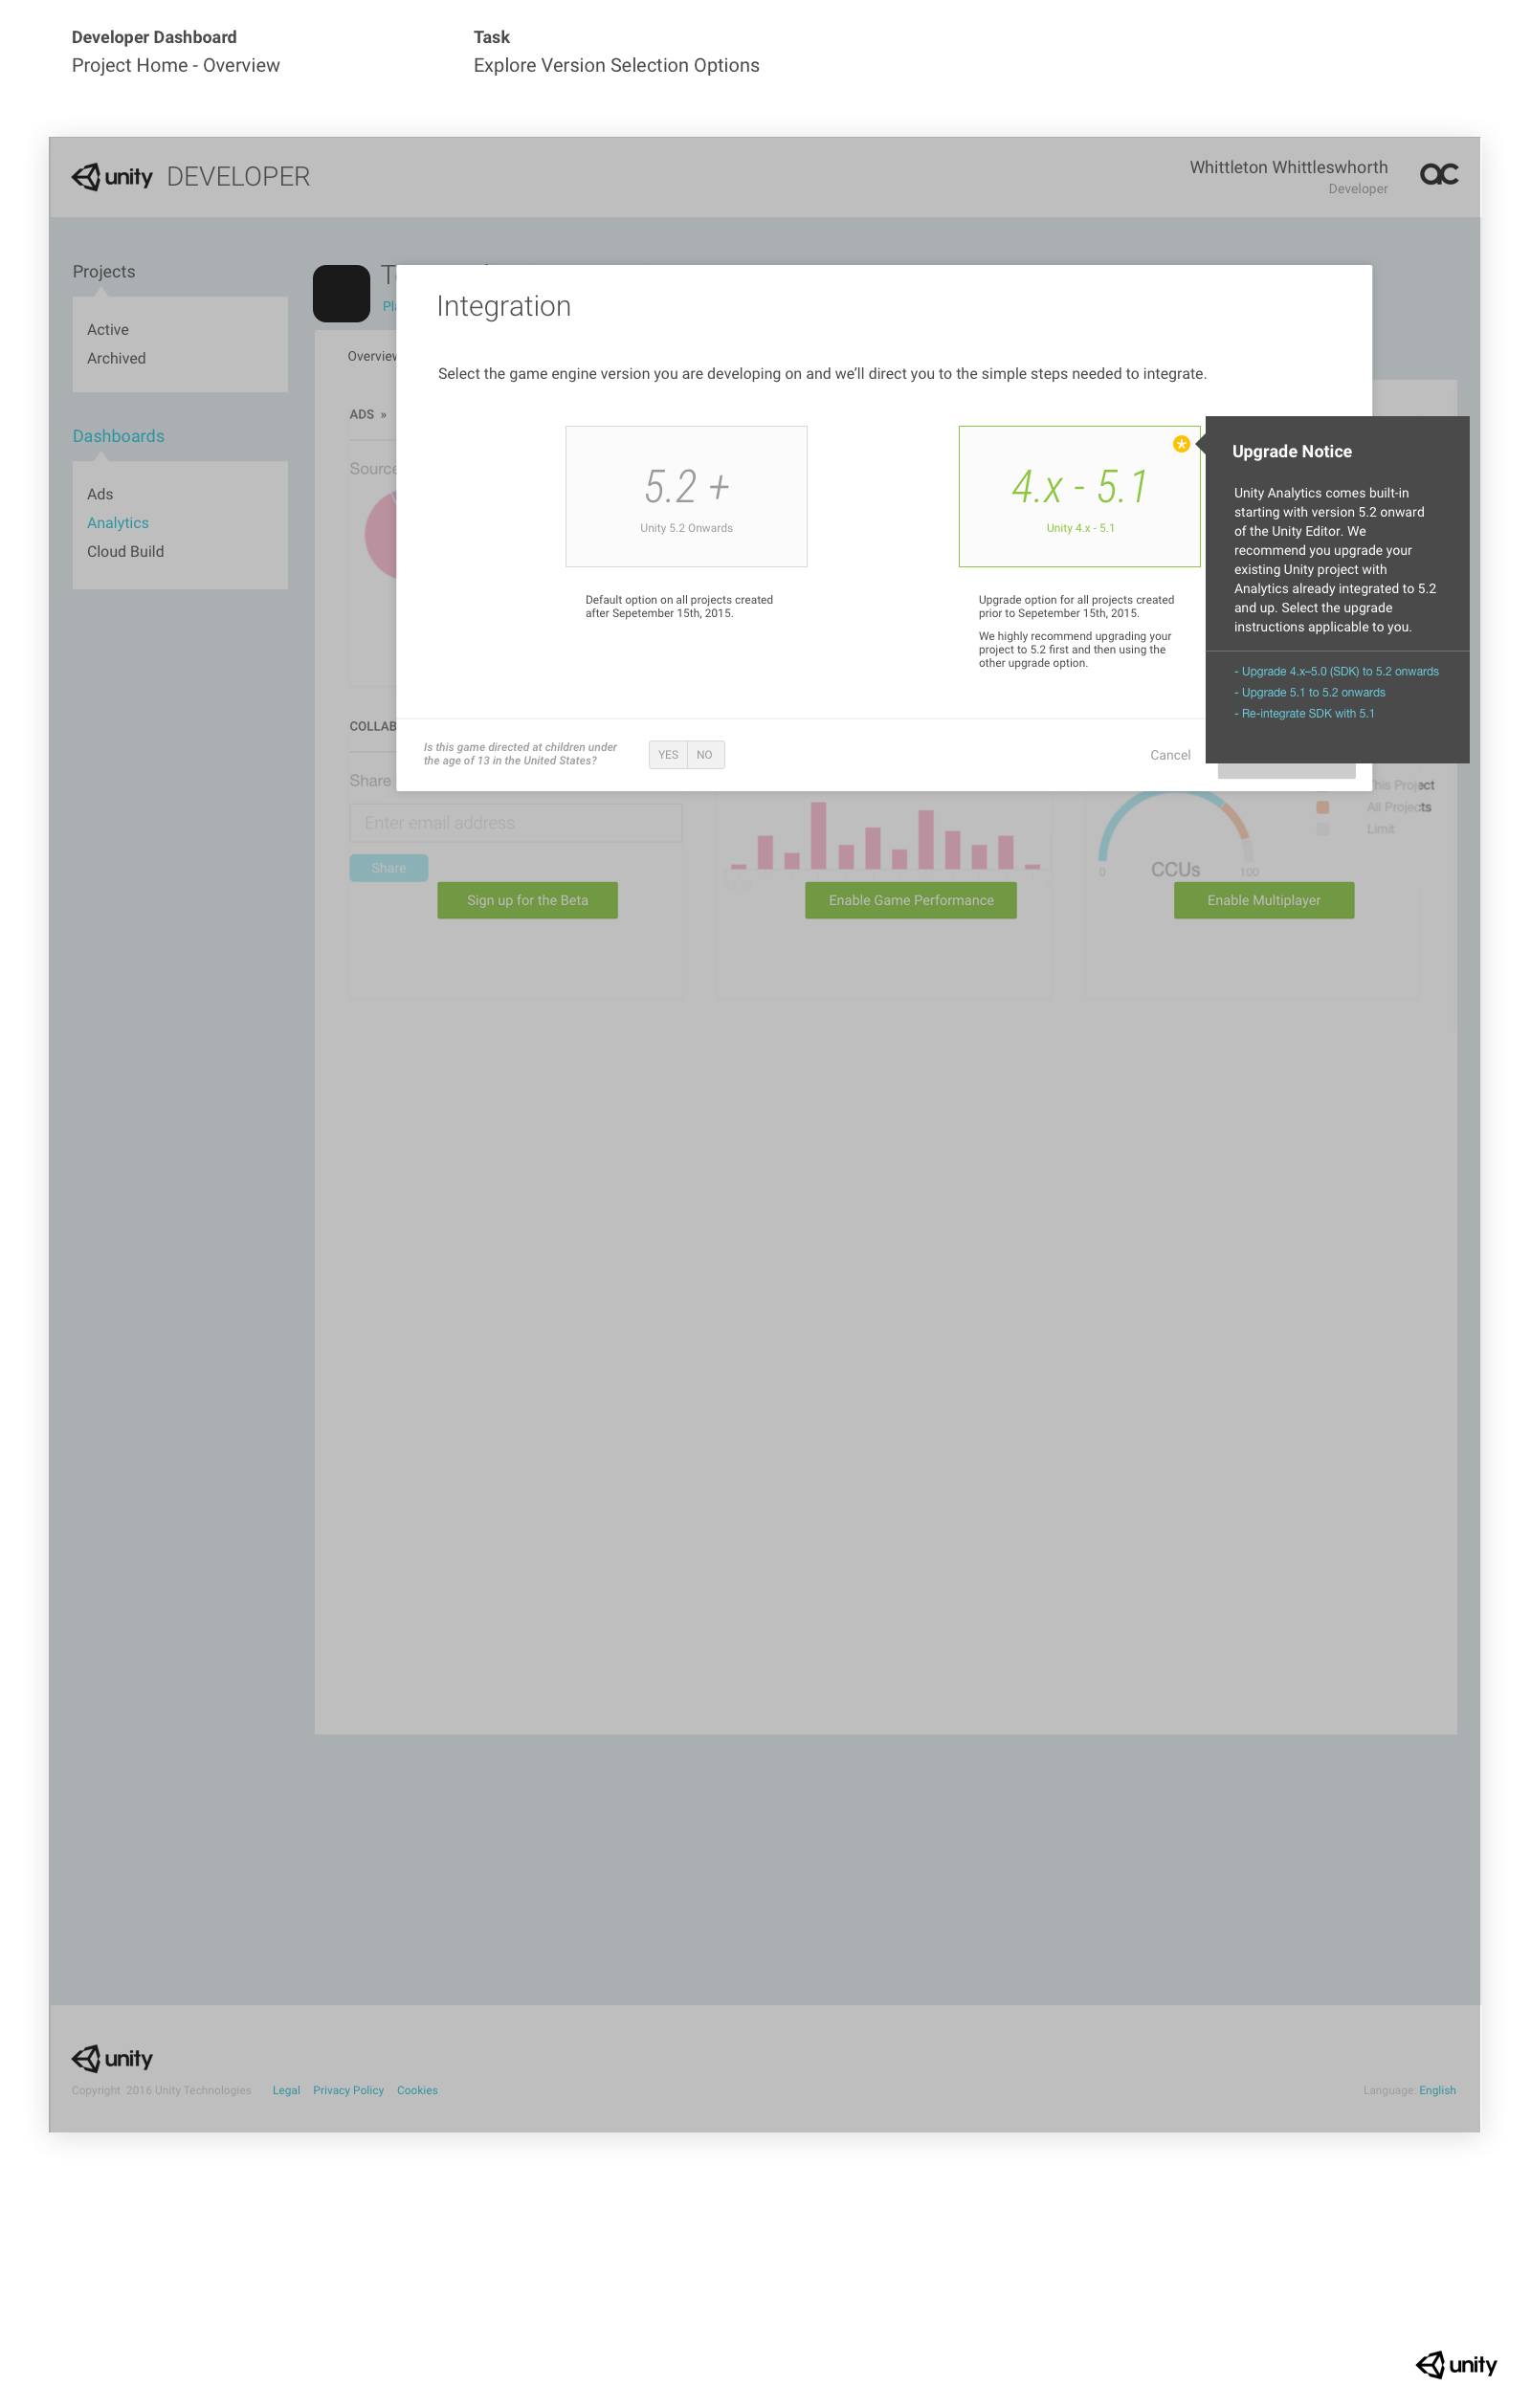 Developer Dashboard
Project Home - Overview
Task
Explore Version Selection Options
unity DEVELOPER
Whittleton Whittleswhorth
Developer
Projects
Active
Archived
Dashboards
Ads
Analytics
Cloud Build
Overview
ADS »
Source
Integration
Select the game engine version you are developing on and we'll direct you to the simple steps needed to integrate.
5.2 +
Unity 5.2 Onwards
Default option on all projects created
after Sepetember 15th, 2015.
4.x - 5.1
Unity 4.x - 5.1
Upgrade option for all projects created
prior to Sepetember 15th, 2015.
We highly recommend upgrading your
project to 5.2 first and then using the
other upgrade option.
Upgrade Notice
Unity Analytics comes built-in
starting with version 5.2 onward
of the Unity Editor. We
recommend you upgrade your
existing Unity project with
Analytics already integrated to 5.2
and up. Select the upgrade
instructions applicable to you.
- Upgrade 4.x–5.0 (SDK) to 5.2 onwards
- Upgrade 5.1 to 5.2 onwards
- Re-integrate SDK with 5.1
Is this game directed at children under
the age of 13 in the United States?
YES NO
Cancel
COLLAB
Share
Enter email address
Share
Sign up for the Beta
Enable Game Performance
This Project
All Projects
Limit
0 CCUs 100
Enable Multiplayer
unity
Copyright 2016 Unity Technologies Legal Privacy Policy Cookies
Language: English
unity